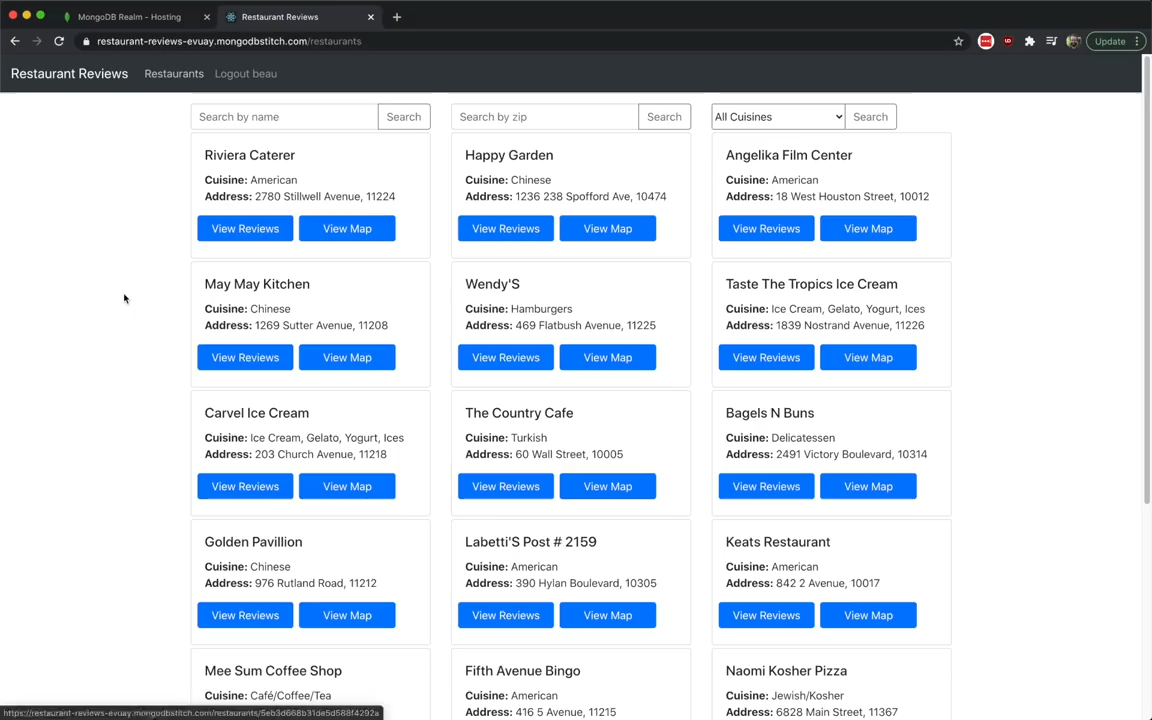 MongoDB Realm - Hosting
Restaurant Reviews
restaurant-reviews-evuay.mongodbstitch.com/restaurants
Update
Restaurant Reviews Restaurants Logout beau
Search by name Search Search by zip Search All Cuisines Search
Riviera Caterer
Cuisine: American
Address: 2780 Stillwell Avenue, 11224
View Reviews View Map
Happy Garden
Cuisine: Chinese
Address: 1236 238 Spofford Ave, 10474
View Reviews View Map
Angelika Film Center
Cuisine: American
Address: 18 West Houston Street, 10012
View Reviews View Map
May May Kitchen
Cuisine: Chinese
Address: 1269 Sutter Avenue, 11208
View Reviews View Map
Wendy'S
Cuisine: Hamburgers
Address: 469 Flatbush Avenue, 11225
View Reviews View Map
Taste The Tropics Ice Cream
Cuisine: Ice Cream, Gelato, Yogurt, Ices
Address: 1839 Nostrand Avenue, 11226
View Reviews View Map
Carvel Ice Cream
Cuisine: Ice Cream, Gelato, Yogurt, Ices
Address: 203 Church Avenue, 11218
View Reviews View Map
The Country Cafe
Cuisine: Turkish
Address: 60 Wall Street, 10005
View Reviews View Map
Bagels N Buns
Cuisine: Delicatessen
Address: 2491 Victory Boulevard, 10314
View Reviews View Map
Golden Pavillion
Cuisine: Chinese
Address: 976 Rutland Road, 11212
View Reviews View Map
Labetti'S Post # 2159
Cuisine: American
Address: 390 Hylan Boulevard, 10305
View Reviews View Map
Keats Restaurant
Cuisine: American
Address: 842 2 Avenue, 10017
View Reviews View Map
Mee Sum Coffee Shop
Cuisine: Café/Coffee/Tea
Fifth Avenue Bingo
Cuisine: American
Address: 416 5 Avenue, 11215
Naomi Kosher Pizza
Cuisine: Jewish/Kosher
Address: 6828 Main Street, 11367
https://restaurant-reviews-evuay.mongodbstitch.com/restaurants/5eb3d668b31de5d588f4292a